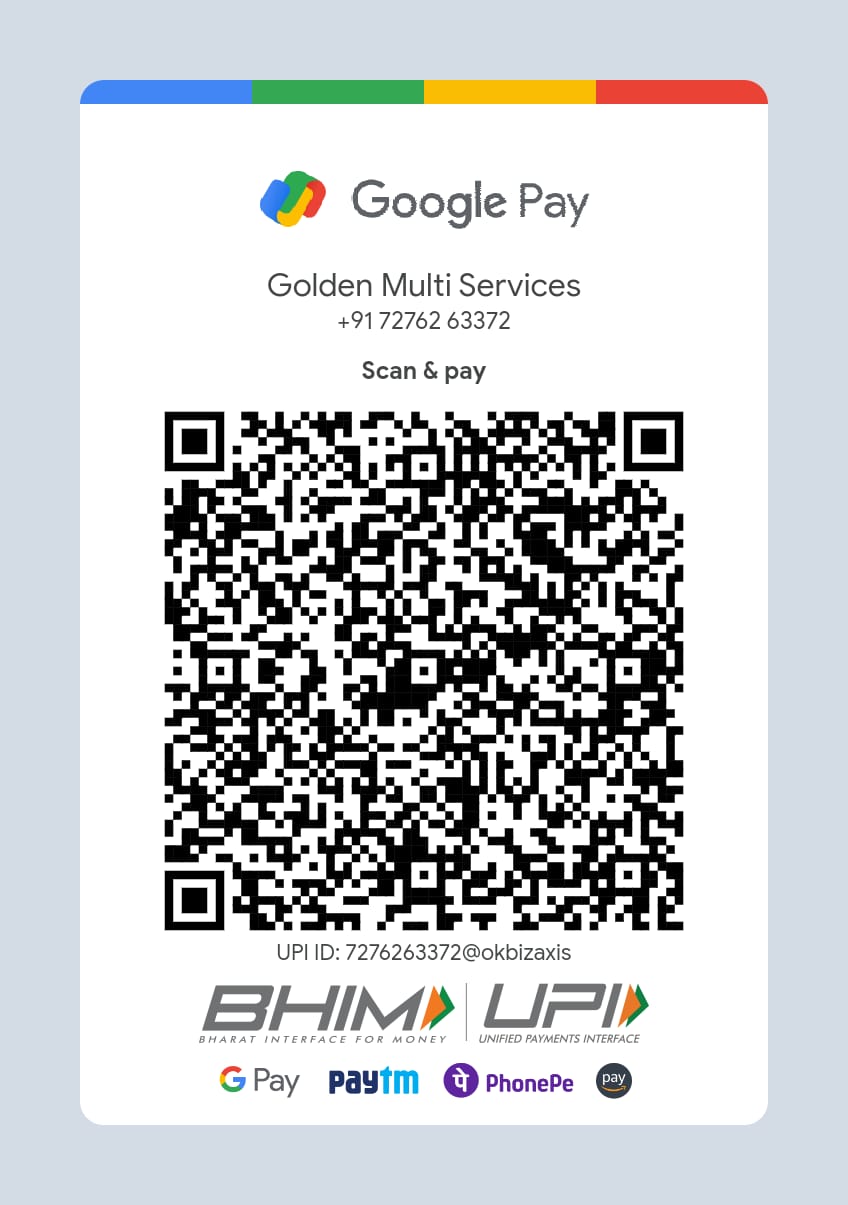 Google Pay
Golden Multi Services
+91 72762 63372
Scan & pay
UPI ID: 7276263372@okbizaxis
BHIM UPI
BHARAT INTERFACE FOR MONEY UNIFIED PAYMENTS INTERFACE
G Pay paytm पे PhonePe pay